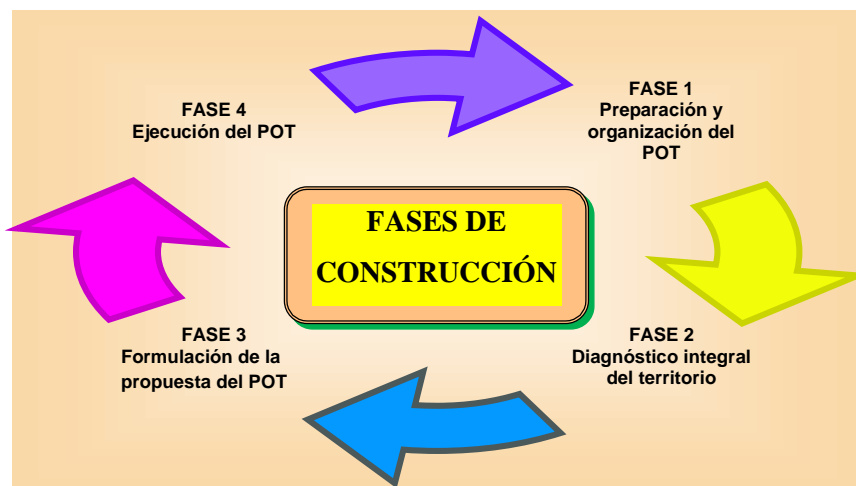 FASE 4
Ejecución del POT
FASE 1
Preparación y
organización del
POT
FASES DE
CONSTRUCCIÓN
FASE 3
Formulación de la
propuesta del POT
FASE 2
Diagnóstico integral
del territorio